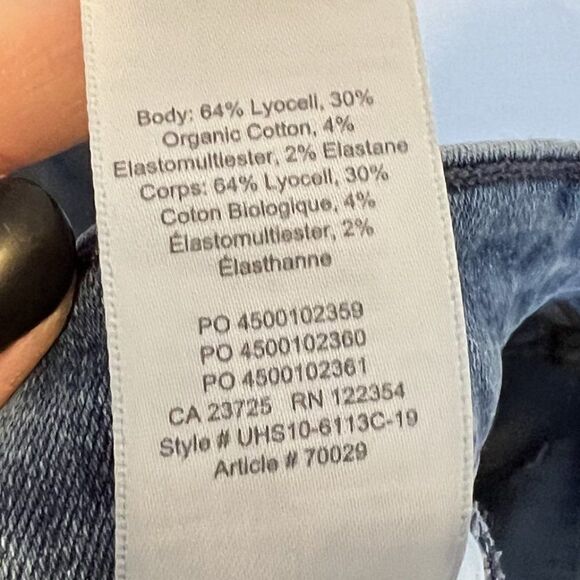 Body: 64% Lyocell, 30%
Organic Cotton, 4%
Elastomultiester, 2% Elastane
Corps: 64% Lyocell, 30%
Coton Biologique, 4%
Élastomultiester, 2%
Élasthanne
PO 4500102359
PO 4500102360
PO 4500102361
CA 23725 RN 122354
Style # UHS10-6113C-19
Article # 70029